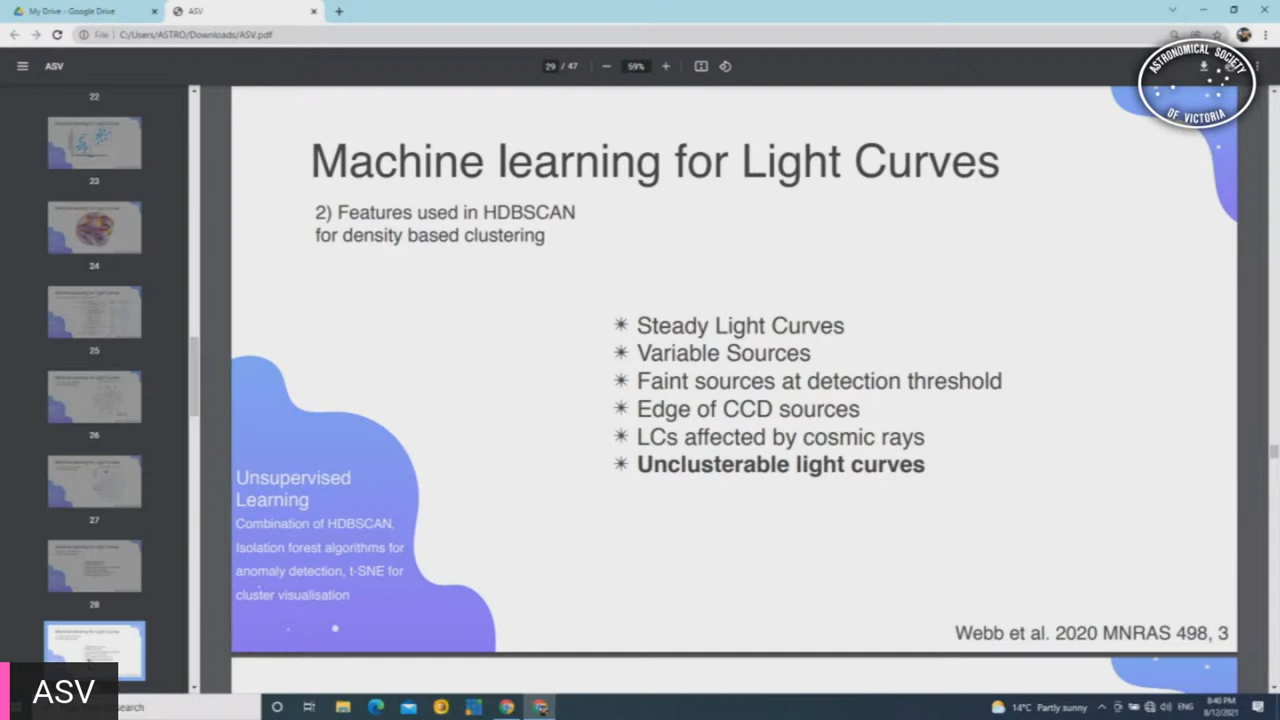 My Drive - Google Drive
ASV
File
C:/Users/ASTRO/Downloads/ASV.pdf
ASV
29 / 47
59%
ASTRONOMICAL SOCIETY
OF VICTORIA
22
23
24
25
26
27
28
Machine learning for Light Curves
2) Features used in HDBSCAN
for density based clustering
✴ Steady Light Curves
✴ Variable Sources
✴ Faint sources at detection threshold
✴ Edge of CCD sources
✴ LCs affected by cosmic rays
✴ Unclusterable light curves
Unsupervised
Learning
Combination of HDBSCAN,
Isolation forest algorithms for
anomaly detection, t-SNE for
cluster visualisation
Webb et al. 2020 MNRAS 498, 3
ASV
search
14°C Partly sunny
ENG
8:40 PM
8/12/2021